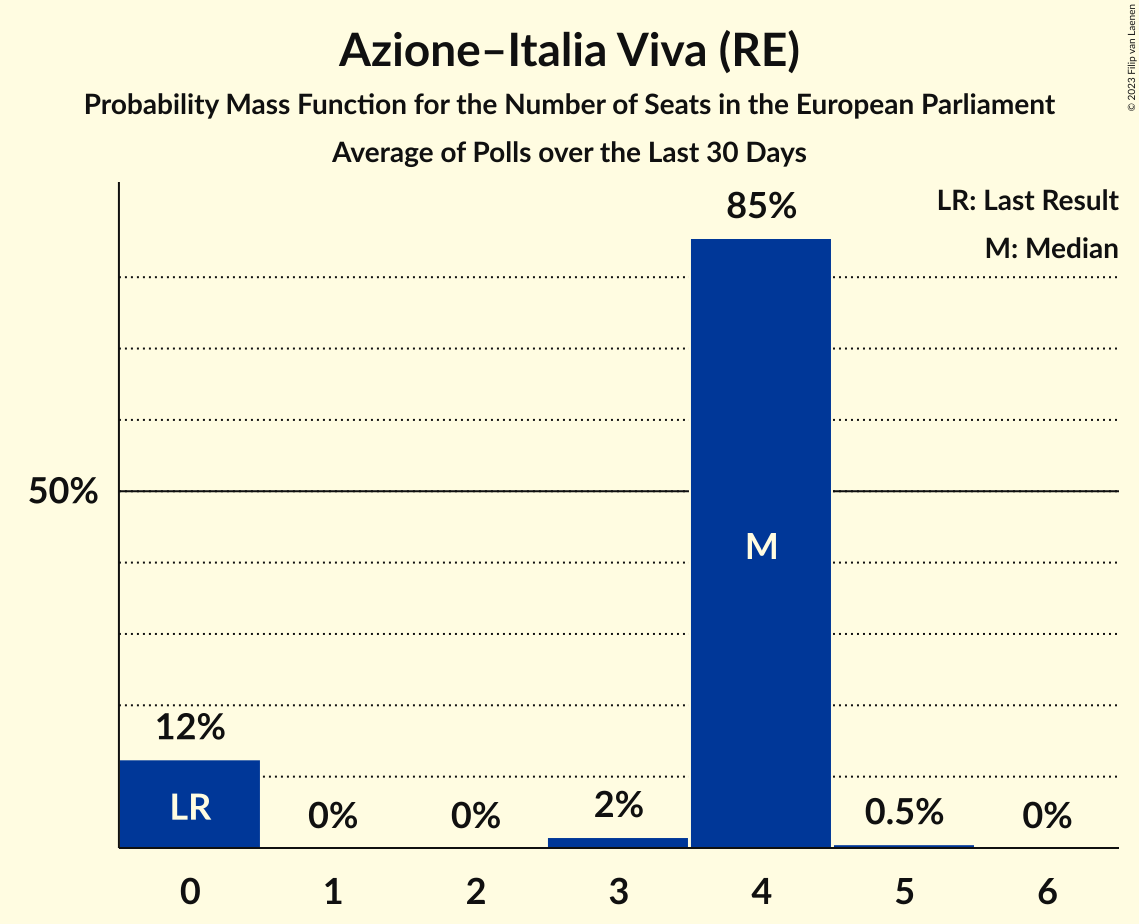 Azione–Italia Viva (RE)
Probability Mass Function for the Number of Seats in the European Parliament
Average of Polls over the Last 30 Days
© 2023 Filip van Laenen
LR: Last Result
M: Median
85%
50%
M
12%
LR
0%
0%
2%
0.5%
0%
0 1 2 3 4 5 6